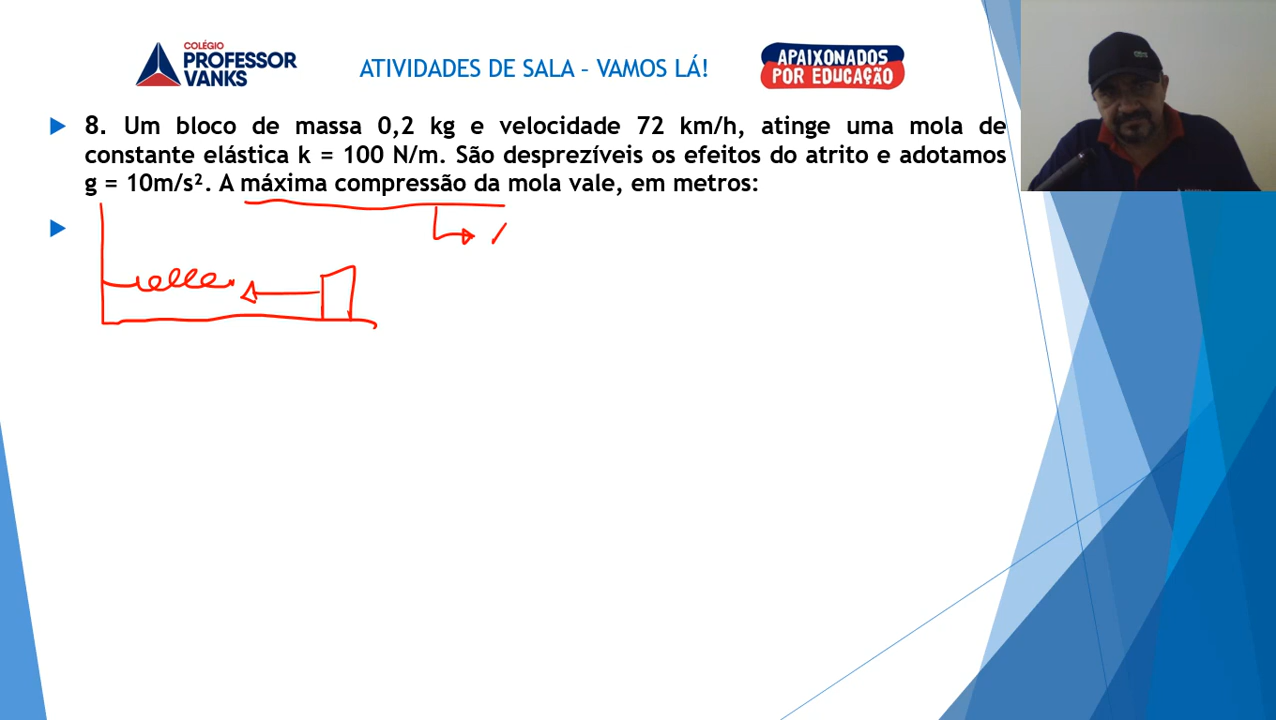 COLÉGIO
PROFESSOR
VANKS
ATIVIDADES DE SALA – VAMOS LÁ!
APAIXONADOS
POR EDUCAÇÃO
8. Um bloco de massa 0,2 kg e velocidade 72 km/h, atinge uma mola de
constante elástica k = 100 N/m. São desprezíveis os efeitos do atrito e adotamos
g = 10m/s². A máxima compressão da mola vale, em metros: